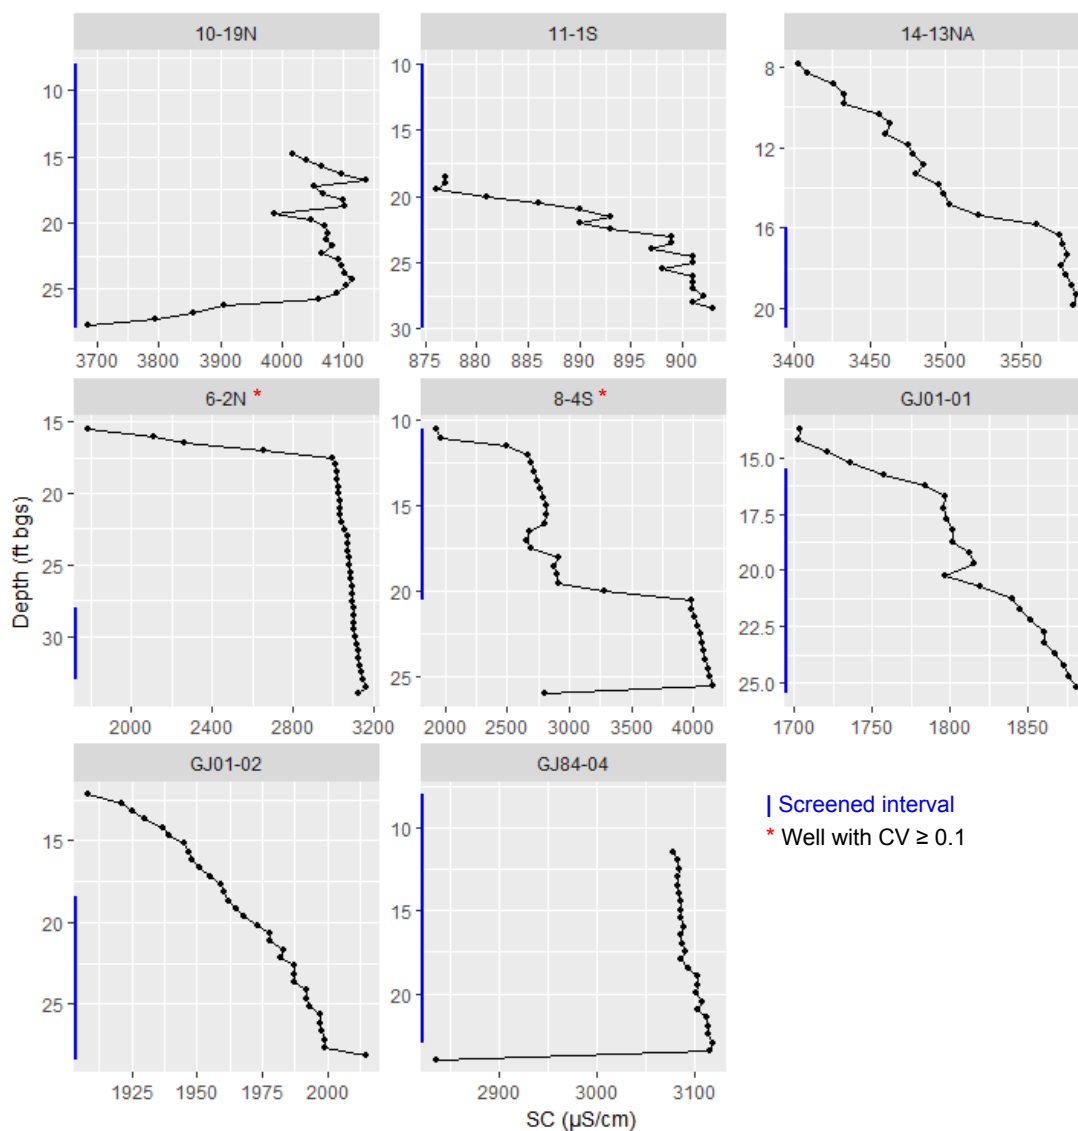 10-19N
11-1S
14-13NA
10
15
20
25
3700 3800 3900 4000 4100
10
15
20
25
30
875 880 885 890 895 900
8
12
16
20
3400 3450 3500 3550
6-2N *
8-4S *
GJ01-01
15
20
25
30
2000 2400 2800 3200
10
15
20
25
2000 2500 3000 3500 4000
15.0
17.5
20.0
22.5
25.0
1700 1750 1800 1850
Depth (ft bgs)
GJ01-02
GJ84-04
15
20
25
1925 1950 1975 2000
10
15
20
2900 3000 3100
SC (µS/cm)
| Screened interval
* Well with CV ≥ 0.1